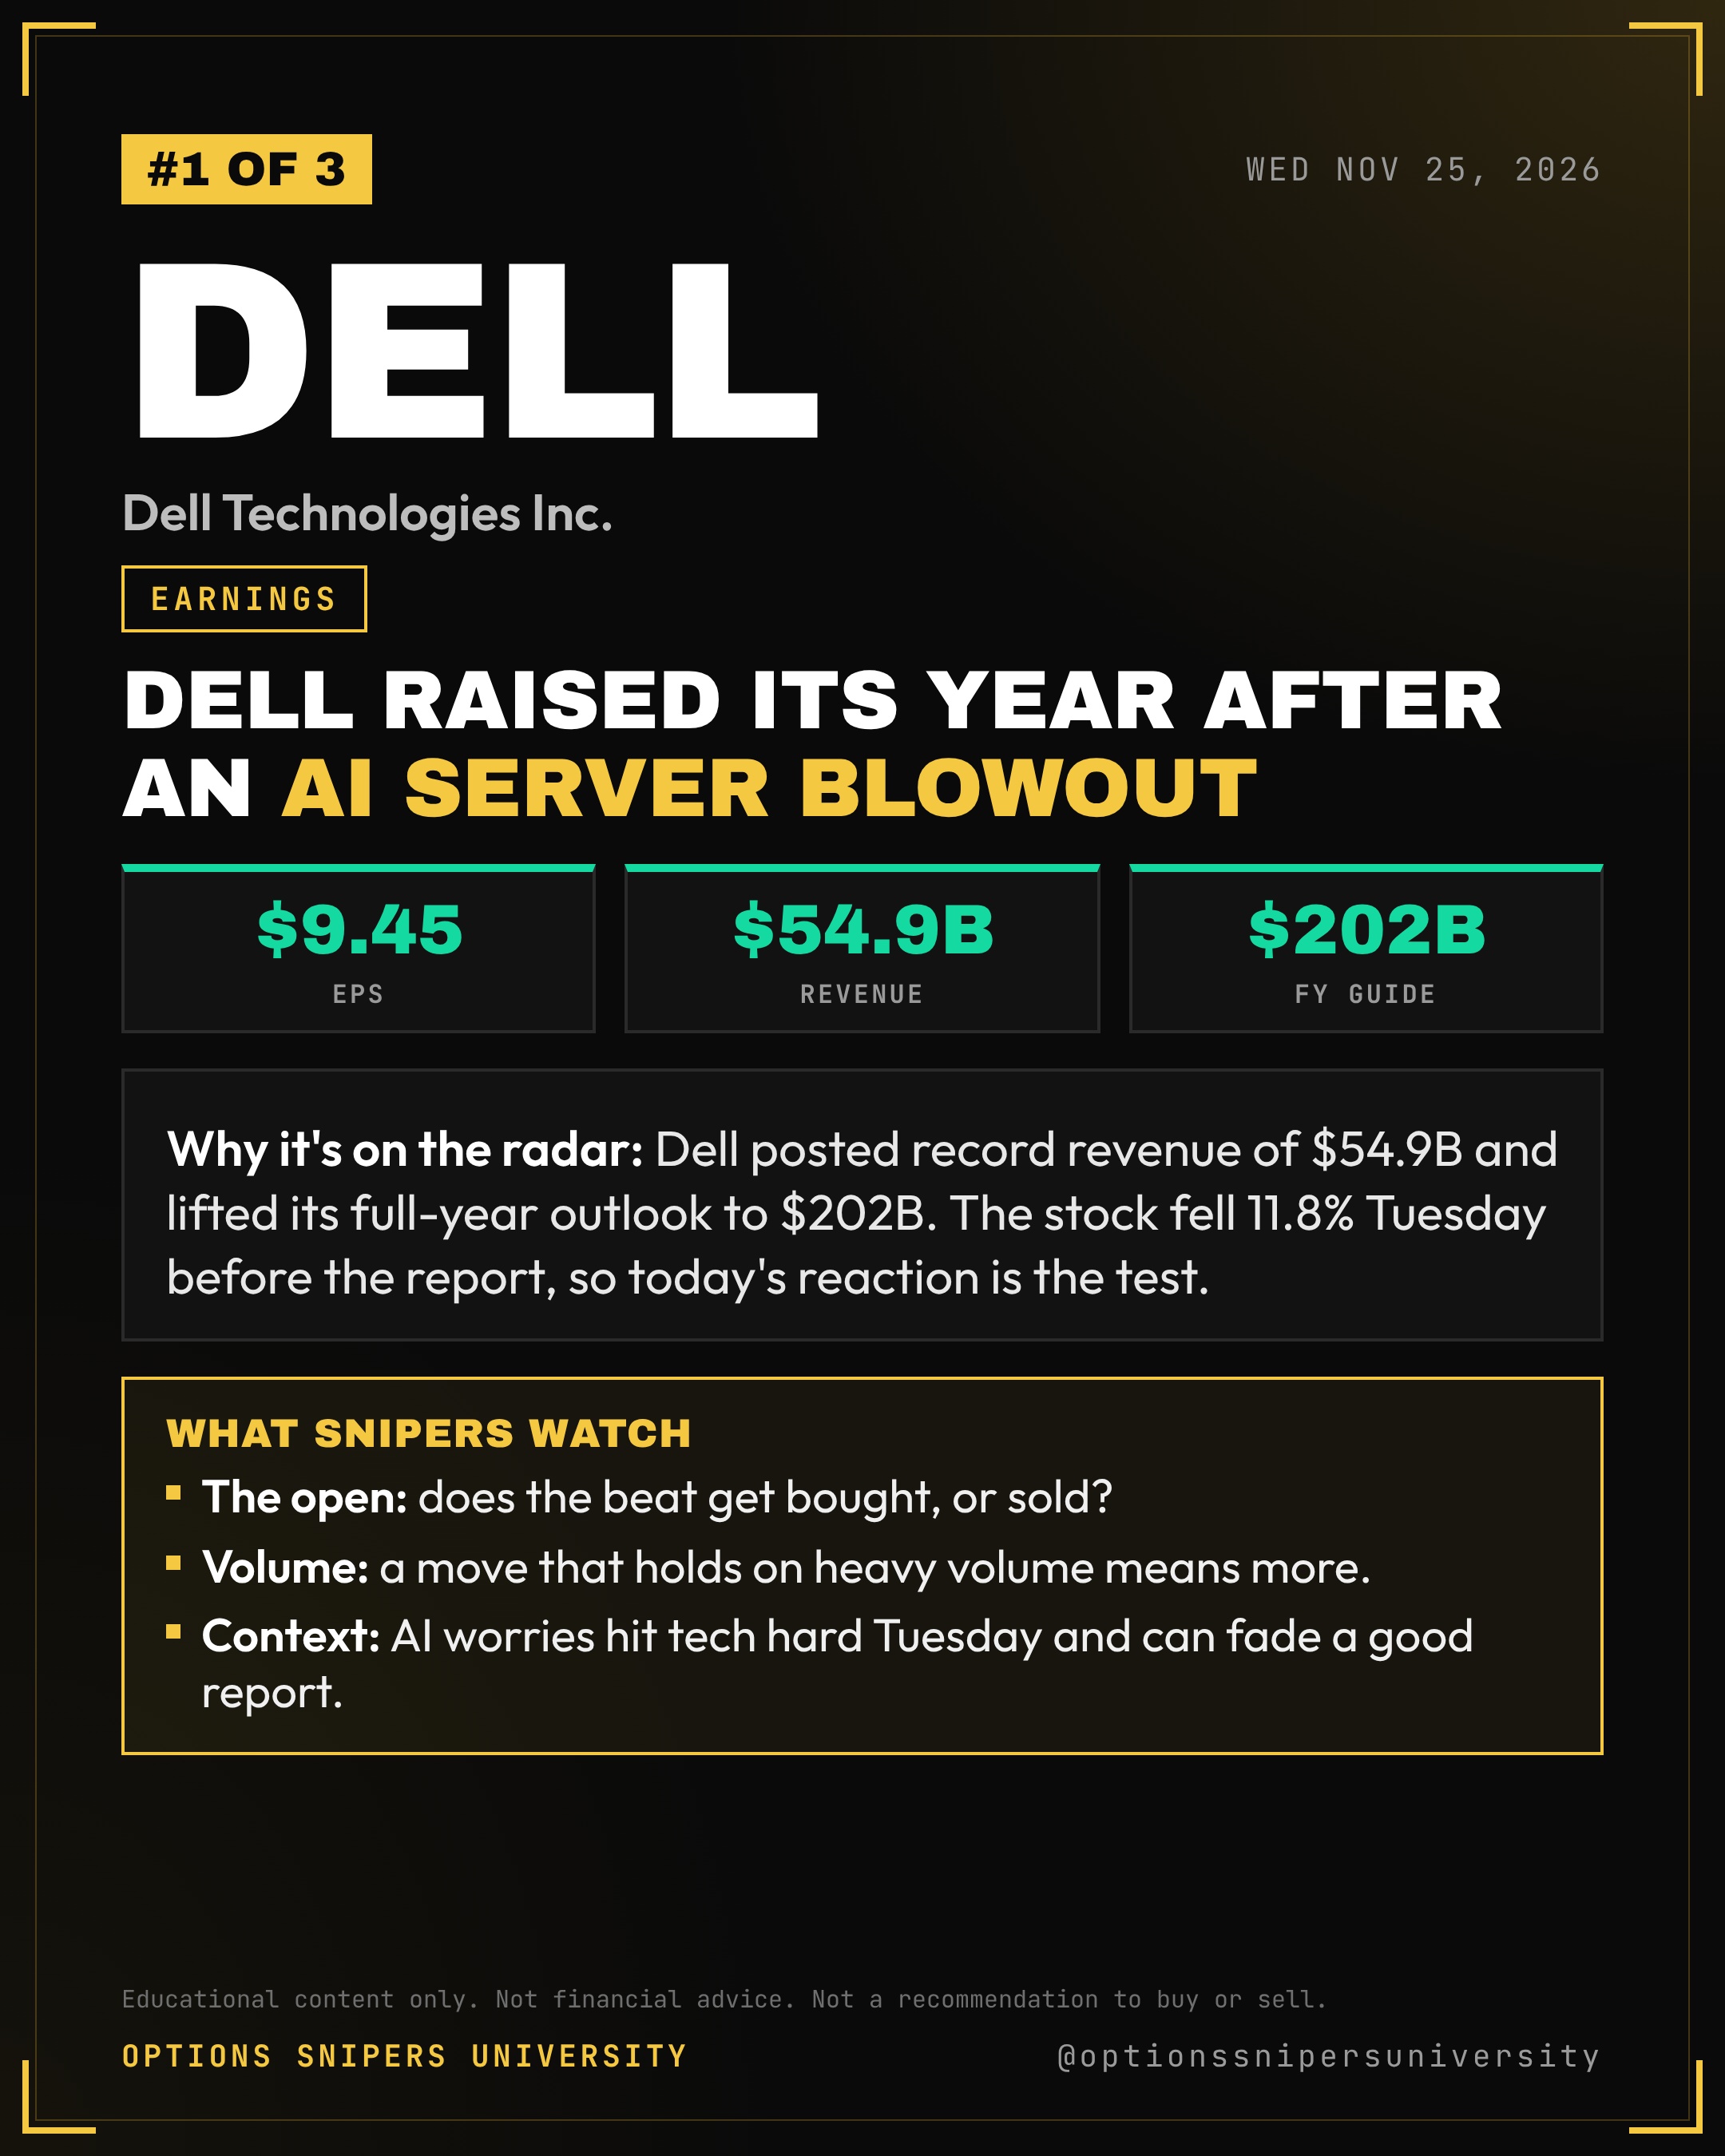 #1 OF 3
WED NOV 25, 2026
DELL
Dell Technologies Inc.
EARNINGS
DELL RAISED ITS YEAR AFTER
AN AI SERVER BLOWOUT
$9.45
EPS
$54.9B
REVENUE
$202B
FY GUIDE
Why it's on the radar: Dell posted record revenue of $54.9B and
lifted its full-year outlook to $202B. The stock fell 11.8% Tuesday
before the report, so today's reaction is the test.
WHAT SNIPERS WATCH
The open: does the beat get bought, or sold?
Volume: a move that holds on heavy volume means more.
Context: AI worries hit tech hard Tuesday and can fade a good
report.
Educational content only. Not financial advice. Not a recommendation to buy or sell.
OPTIONS SNIPERS UNIVERSITY
@optionssnipersuniversity